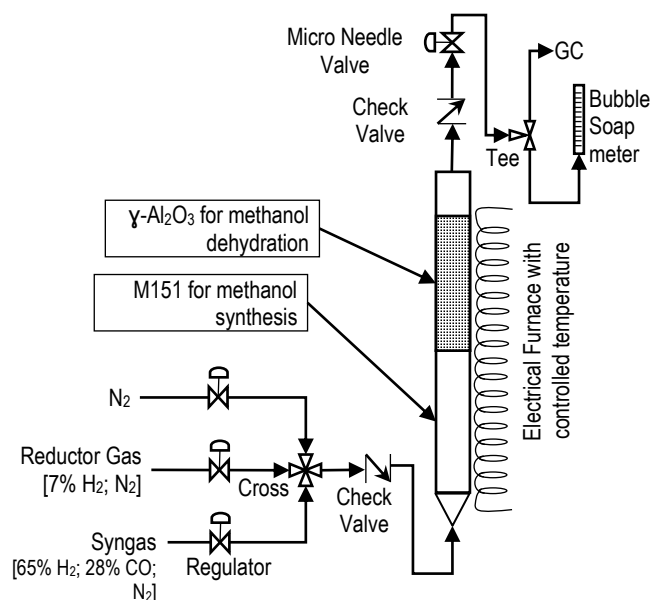 Micro Needle
Valve
GC
Check
Valve
Bubble
Soap
meter
Tee
ɣ-Al₂O₃ for methanol
dehydration
M151 for methanol
synthesis
Electrical Furnace with
controlled temperature
N₂
Reductor Gas
[7% H₂; N₂]
Cross
Check
Valve
Syngas
[65% H₂; 28% CO;
N₂]
Regulator